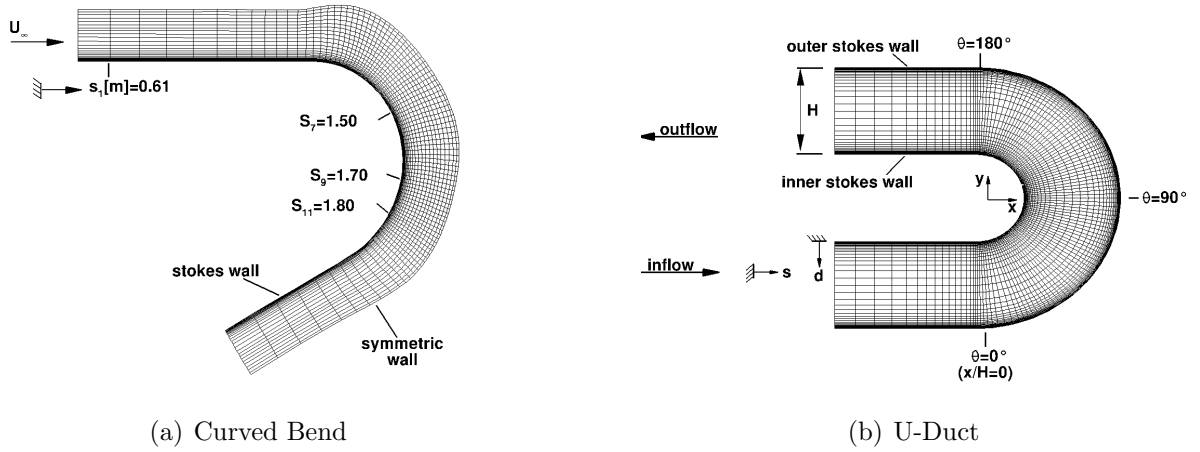 U∞
s₁[m]=0.61
S₇=1.50
S₉=1.70
S₁₁=1.80
stokes wall
symmetric
wall
(a) Curved Bend
outer stokes wall
θ=180°
H
outflow
inner stokes wall
y
x
θ=90°
inflow
s
d
θ=0°
(x/H=0)
(b) U-Duct